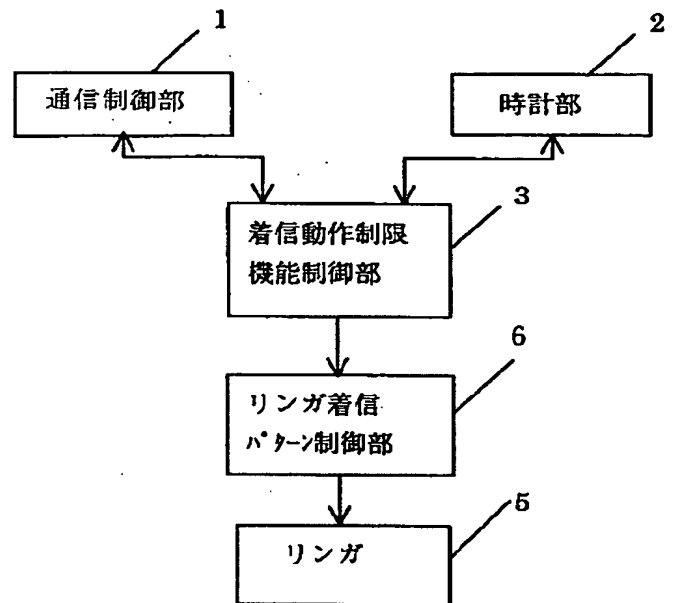 1
2
通信制御部
時計部
3
着信動作制限
機能制御部
6
リンガ着信
ﾊﾟﾀｰﾝ制御部
5
リンガ